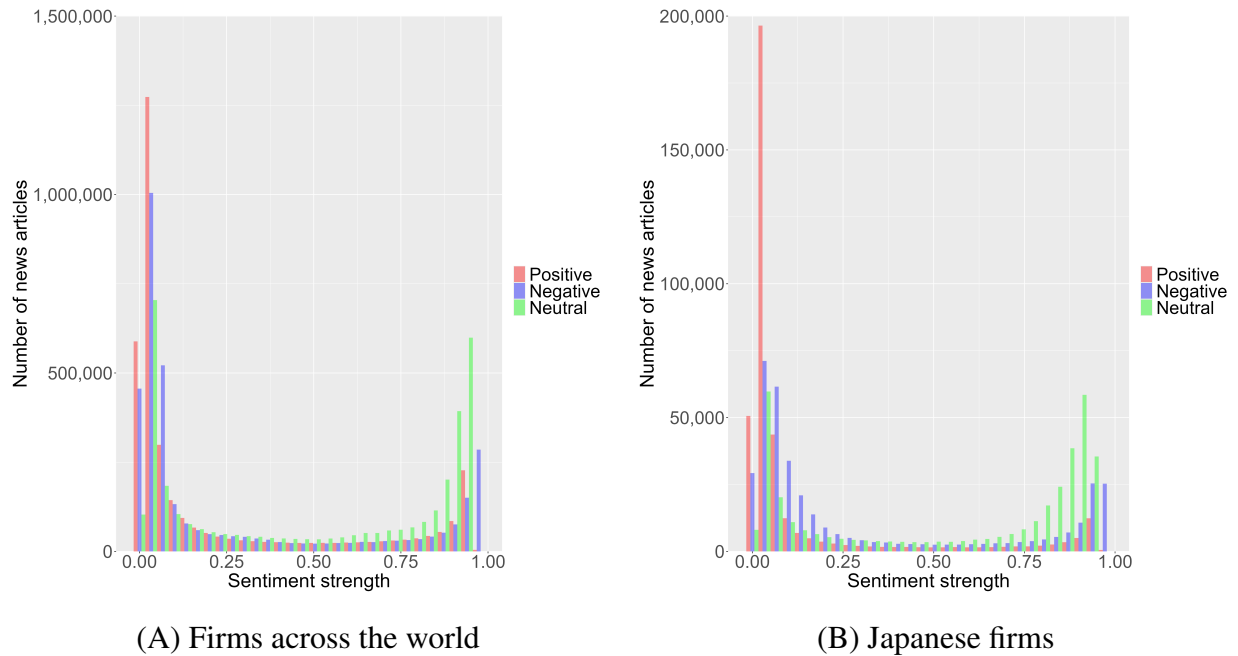 1,500,000
1,000,000
500,000
0
Number of news articles
0.00
0.25
0.50
0.75
1.00
Sentiment strength
Positive
Negative
Neutral
(A) Firms across the world
200,000
150,000
100,000
50,000
0
Number of news articles
0.00
0.25
0.50
0.75
1.00
Sentiment strength
Positive
Negative
Neutral
(B) Japanese firms